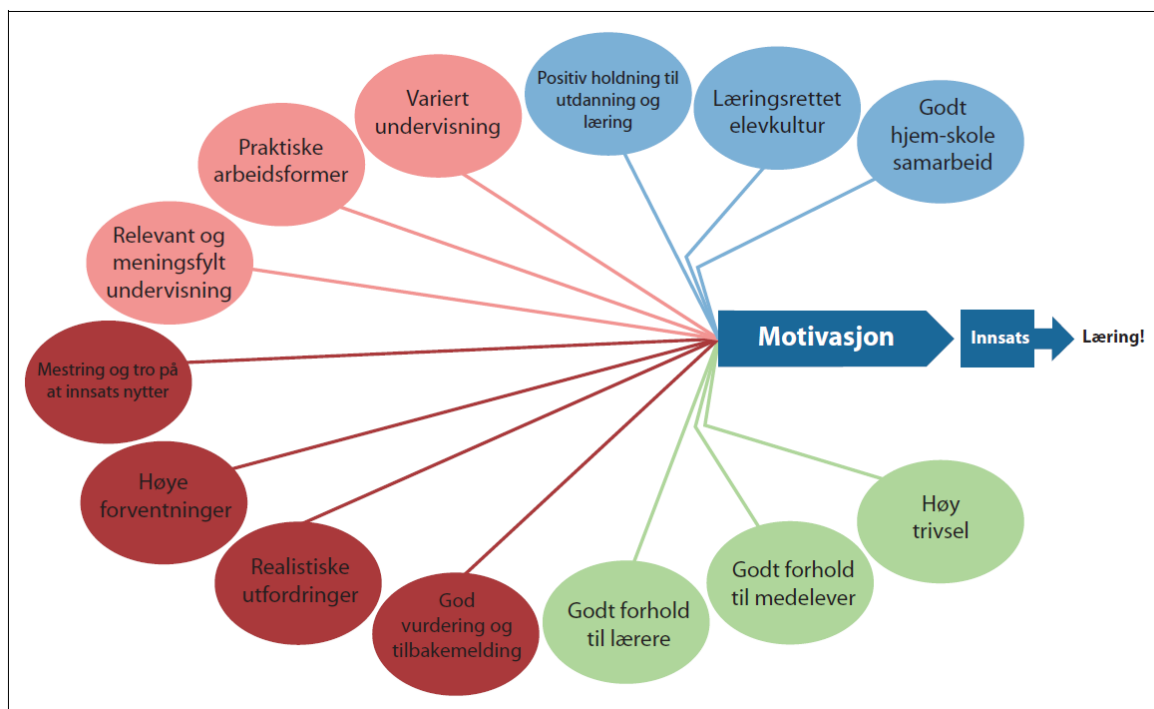 Variert
undervisning
Praktiske
arbeidsformer
Relevant og
meningsfylt
undervisning
Mestring og tro på
at innsats nytter
Høye
forventninger
Realistiske
utfordringer
God
vurdering og
tilbakemelding
Godt forhold
til lærere
Godt forhold
til medelever
Høy
trivsel
Positiv holdning til
utdanning og
læring
Læringsrettet
elevkultur
Godt
hjem-skole
samarbeid
Motivasjon
Innsats
Læring!